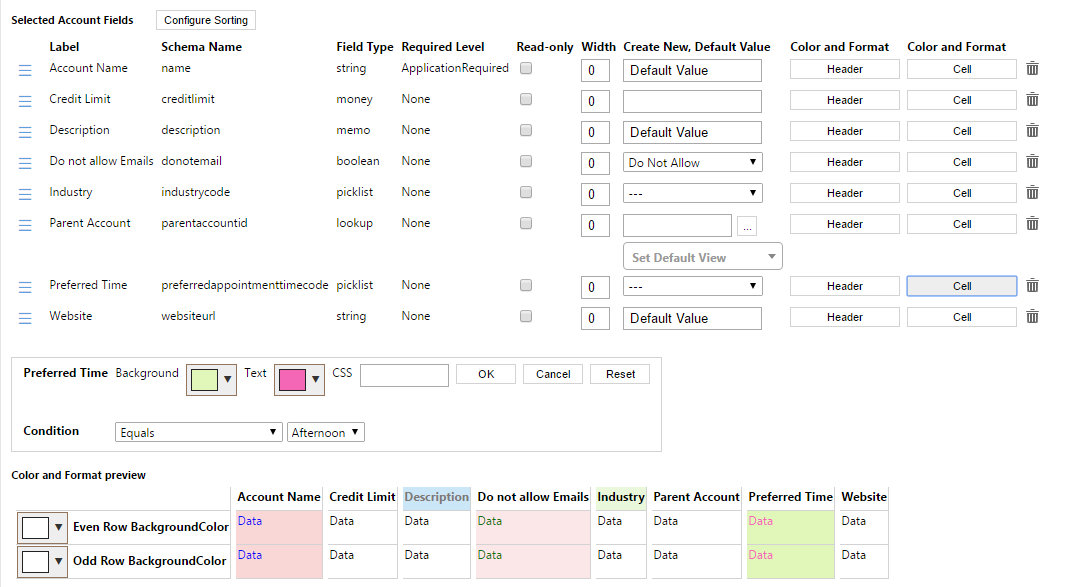 Selected Account Fields Configure Sorting
Label Schema Name Field Type Required Level Read-only Width Create New, Default Value Color and Format Color and Format
Account Name name string ApplicationRequired 0 Default Value Header Cell
Credit Limit creditlimit money None 0 Header Cell
Description description memo None 0 Default Value Header Cell
Do not allow Emails donotemail boolean None 0 Do Not Allow Header Cell
Industry industrycode picklist None 0 --- Header Cell
Parent Account parentaccountid lookup None 0 ... Header Cell
Set Default View
Preferred Time preferredappointmenttimecode picklist None 0 --- Header Cell
Website websiteurl string None 0 Default Value Header Cell
Preferred Time Background Text CSS OK Cancel Reset
Condition Equals Afternoon
Color and Format preview
Account Name Credit Limit Description Do not allow Emails Industry Parent Account Preferred Time Website
Even Row BackgroundColor Data Data Data Data Data Data Data Data
Odd Row BackgroundColor Data Data Data Data Data Data Data Data